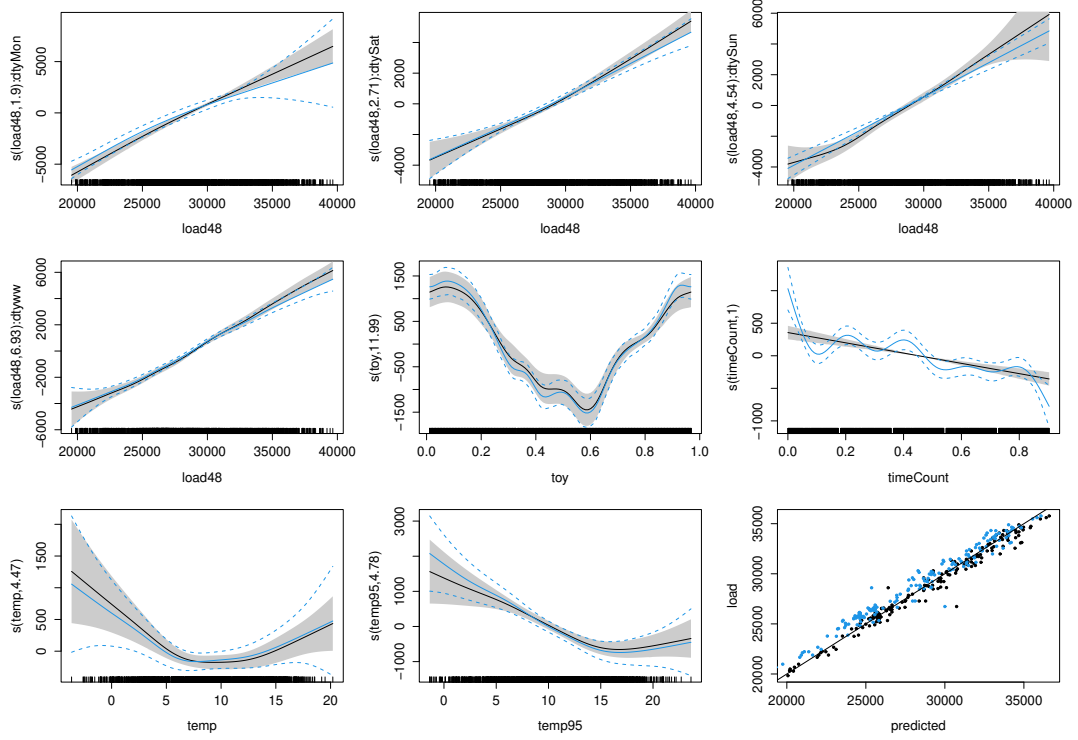 s(load48,1.9):dtyMon
−5000 0 5000
20000 25000 30000 35000 40000
load48
s(load48,2.71):dtySat
−4000 0 2000
20000 25000 30000 35000 40000
load48
s(load48,4.54):dtySun
−4000 0 2000 6000
20000 25000 30000 35000 40000
load48
s(load48,6.93):dtyww
−6000 −2000 2000 6000
20000 25000 30000 35000 40000
load48
s(toy,11.99)
−1500 −500 500 1500
0.0 0.2 0.4 0.6 0.8 1.0
toy
s(timeCount,1)
−1000 0 500
0.0 0.2 0.4 0.6 0.8
timeCount
s(temp,4.47)
0 500 1500
0 5 10 15 20
temp
s(temp95,4.78)
−1000 0 1000 3000
0 5 10 15 20
temp95
load
20000 25000 30000 35000
20000 25000 30000 35000
predicted